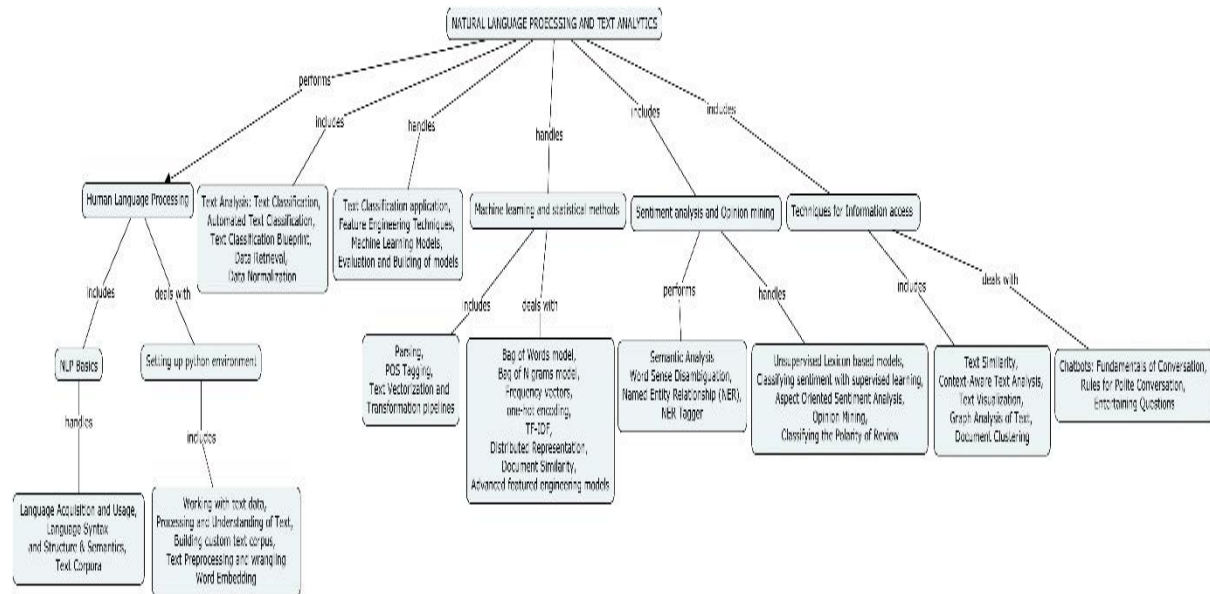 NATURAL LANGUAGE PROECSSING AND TEXT ANALYTICS
performs
includes
handles
handles
includes
includes
Human Language Processing
Text Analysis: Text Classification,
Automated Text Classification,
Text Classification Blueprint,
Data Retrieval,
Data Normalization
Text Classification application,
Feature Engineering Techniques,
Machine Learning Models,
Evaluation and Building of models
Machine learning and statistical methods
Sentiment analysis and Opinion mining
Techniques for Information access
includes
deals with
includes
deals with
performs
handles
includes
deals with
NLP Basics
Setting up python environment
Parsing,
POS Tagging,
Text Vectorization and
Transformation pipelines
Bag of Words model,
Bag of N grams model,
Frequency vectors,
one-hot encoding,
TF-IDF,
Distributed Representation,
Document Similarity,
Advanced featured engineering models
Semantic Analysis
Word Sense Disambiguation,
Named Entity Relationship (NER),
NER Tagger
Unsupervised Lexicon based models,
Classifying sentiment with supervised learning,
Aspect Oriented Sentiment Analysis,
Opinion Mining,
Classifying the Polarity of Review
Text Similarity,
Context-Aware Text Analysis,
Text Visualization,
Graph Analysis of Text,
Document Clustering
Chatbots: Fundamentals of Conversation,
Rules for Polite Conversation,
Entertaining Questions
handles
includes
Language Acquisition and Usage,
Language Syntax
and Structure & Semantics,
Text Corpora
Working with text data,
Processing and Understanding of Text,
Building custom text corpus,
Text Preprocessing and wrangling
Word Embedding